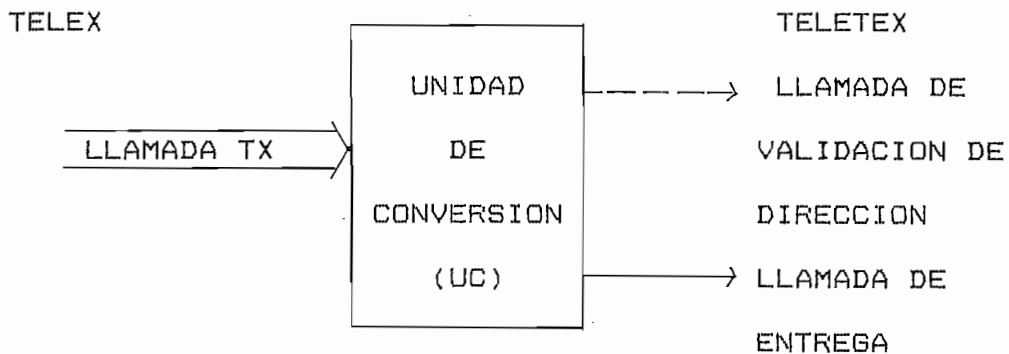 TELEX
TELETEX
UNIDAD
LLAMADA DE
LLAMADA TX
DE
VALIDACION DE
CONVERSION
DIRECCION
(UC)
LLAMADA DE
ENTREGA